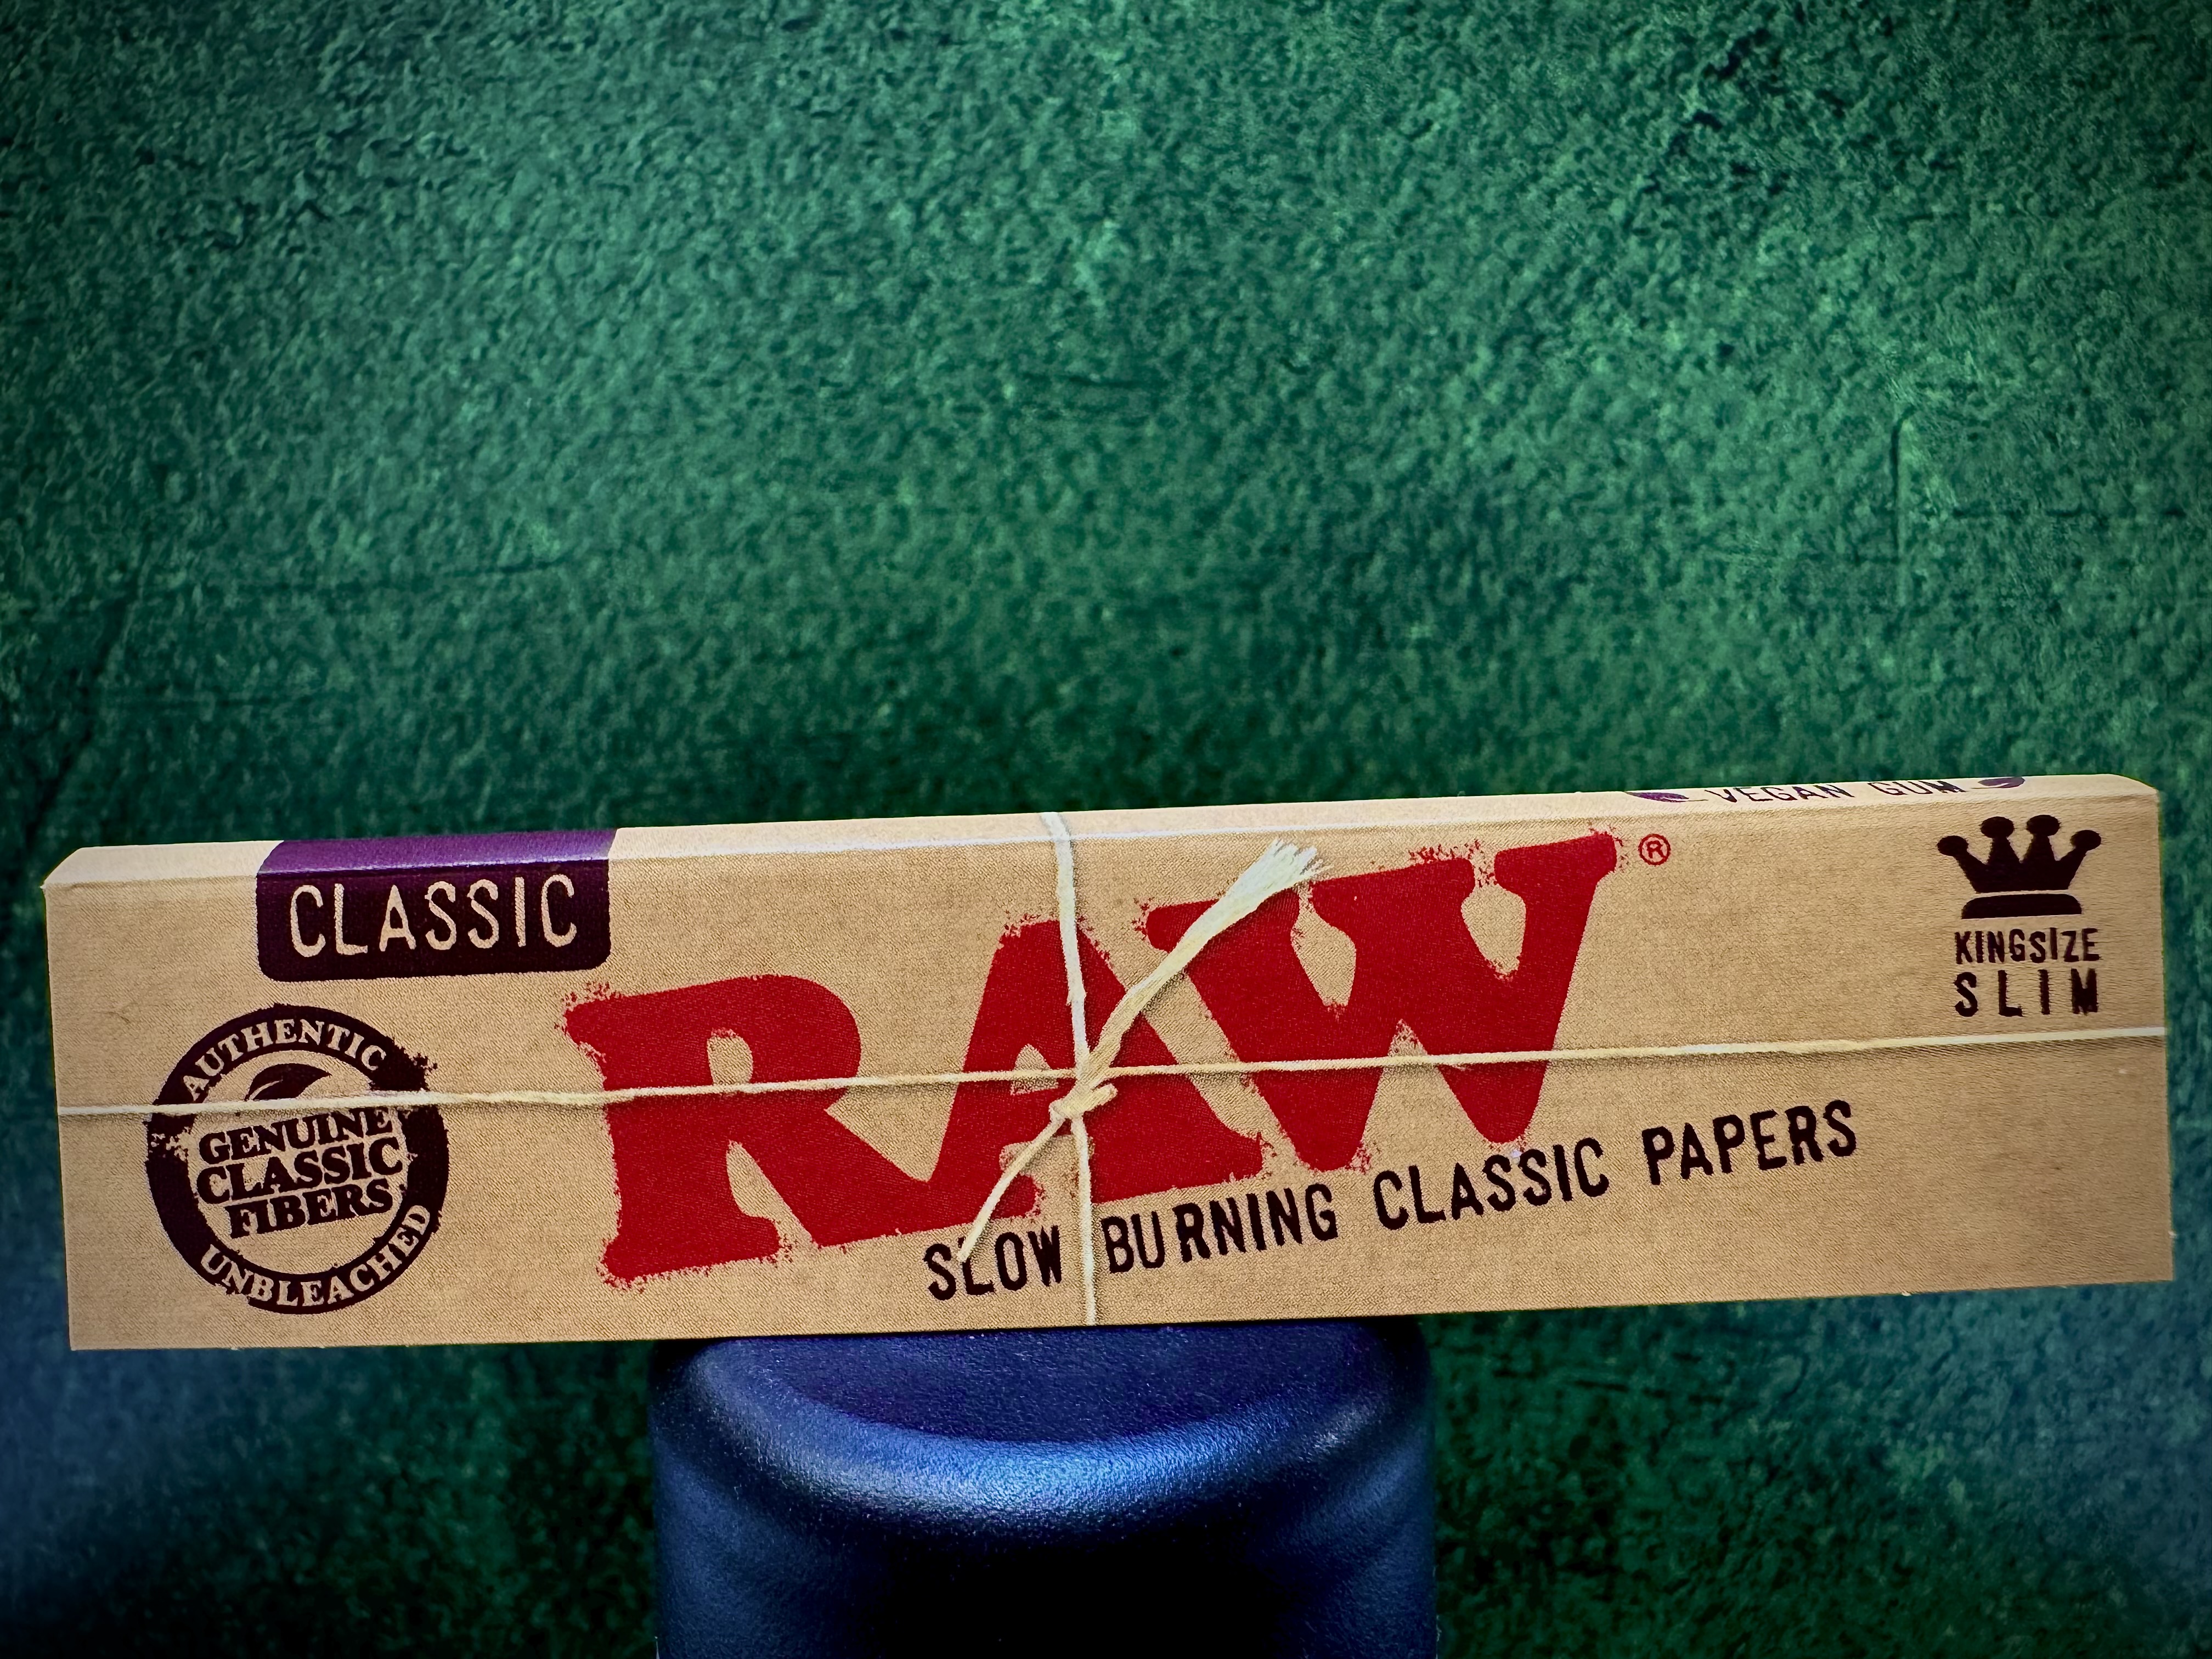 VEGAN GUM
CLASSIC
RAW®
KINGSIZE
SLIM
AUTHENTIC
GENUINE
CLASSIC
FIBERS
UNBLEACHED
SLOW BURNING CLASSIC PAPERS